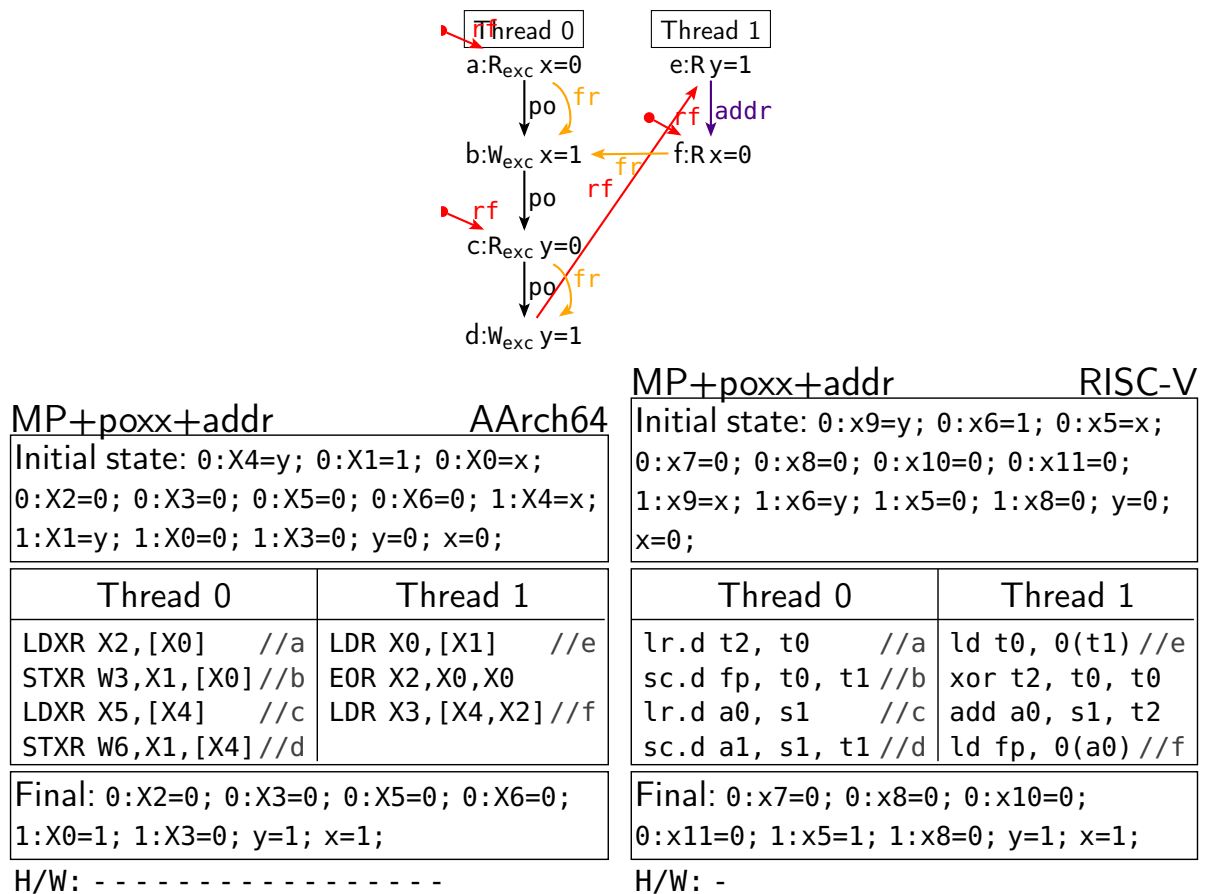 Thread 0 Thread 1
rf
a:Rexc x=0 e:R y=1
po fr rf addr
b:Wexc x=1 fr f:R x=0
po rf
rf
c:Rexc y=0
po fr
d:Wexc y=1
MP+poxx+addr AArch64
Initial state: 0:X4=y; 0:X1=1; 0:X0=x;
0:X2=0; 0:X3=0; 0:X5=0; 0:X6=0; 1:X4=x;
1:X1=y; 1:X0=0; 1:X3=0; y=0; x=0;
Thread 0 Thread 1
LDXR X2,[X0] //a LDR X0,[X1] //e
STXR W3,X1,[X0]//b EOR X2,X0,X0
LDXR X5,[X4] //c LDR X3,[X4,X2]//f
STXR W6,X1,[X4]//d
Final: 0:X2=0; 0:X3=0; 0:X5=0; 0:X6=0;
1:X0=1; 1:X3=0; y=1; x=1;
H/W: - - - - - - - - - - - - - - - - -
MP+poxx+addr RISC-V
Initial state: 0:x9=y; 0:x6=1; 0:x5=x;
0:x7=0; 0:x8=0; 0:x10=0; 0:x11=0;
1:x9=x; 1:x6=y; 1:x5=0; 1:x8=0; y=0;
x=0;
Thread 0 Thread 1
lr.d t2, t0 //a ld t0, 0(t1)//e
sc.d fp, t0, t1 //b xor t2, t0, t0
lr.d a0, s1 //c add a0, s1, t2
sc.d a1, s1, t1 //d ld fp, 0(a0)//f
Final: 0:x7=0; 0:x8=0; 0:x10=0;
0:x11=0; 1:x5=1; 1:x8=0; y=1; x=1;
H/W: -